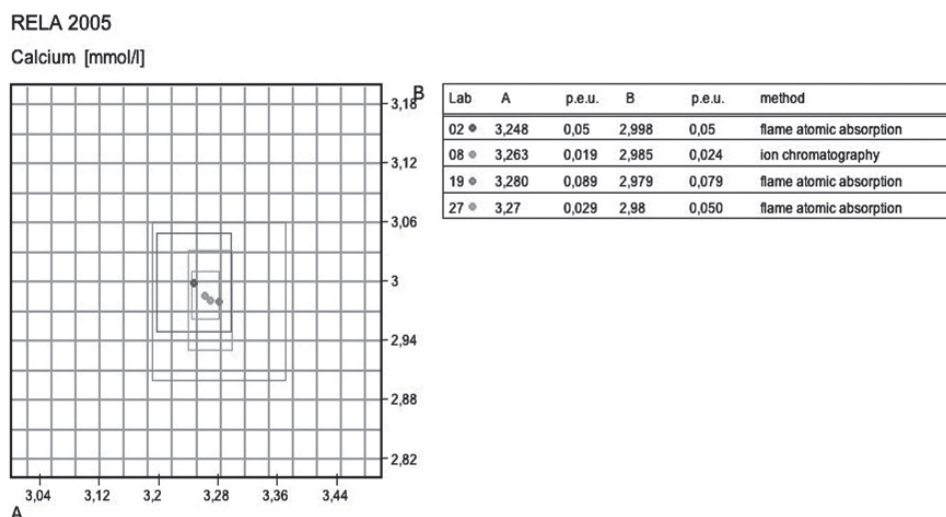 RELA 2005
Calcium [mmol/l]
B
3,18
3,12
3,06
3
2,94
2,88
2,82
3,04 3,12 3,2 3,28 3,36 3,44
A
Lab A p.e.u. B p.e.u. method
02 3,248 0,05 2,998 0,05 flame atomic absorption
08 3,263 0,019 2,985 0,024 ion chromatography
19 3,280 0,089 2,979 0,079 flame atomic absorption
27 3,27 0,029 2,98 0,050 flame atomic absorption